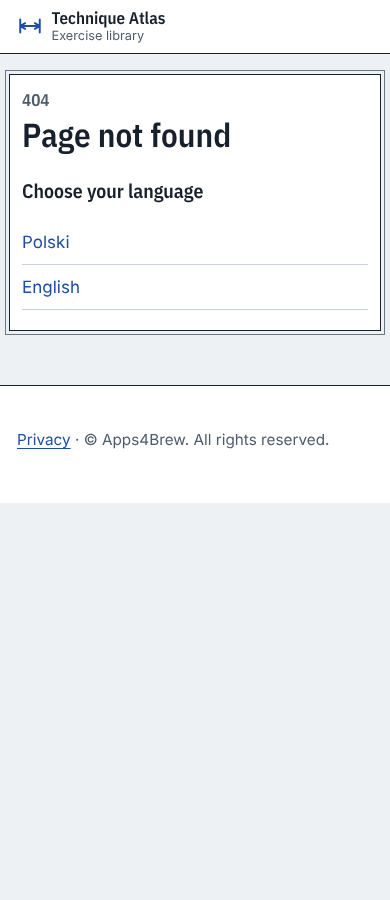 Technique Atlas
Exercise library
404
Page not found
Choose your language
Polski
English
Privacy · © Apps4Brew. All rights reserved.